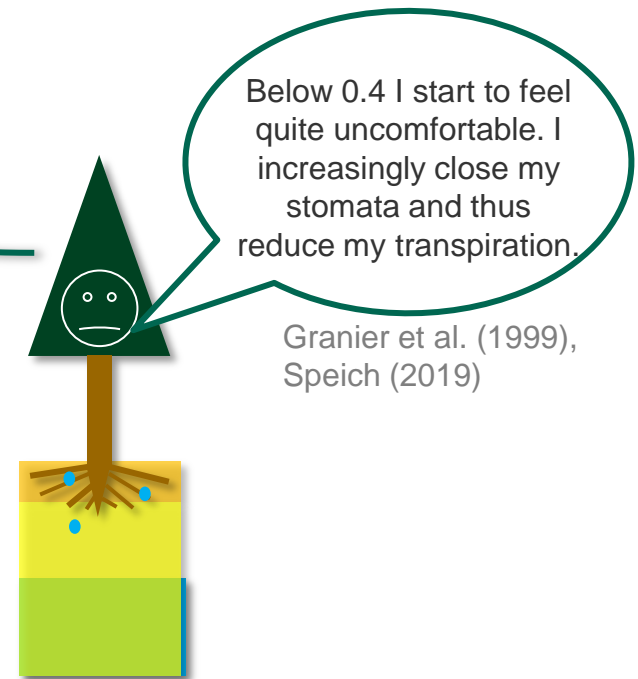 Below 0.4 I start to feel
quite uncomfortable. I
increasingly close my
stomata and thus
reduce my transpiration.
Granier et al. (1999),
Speich (2019)